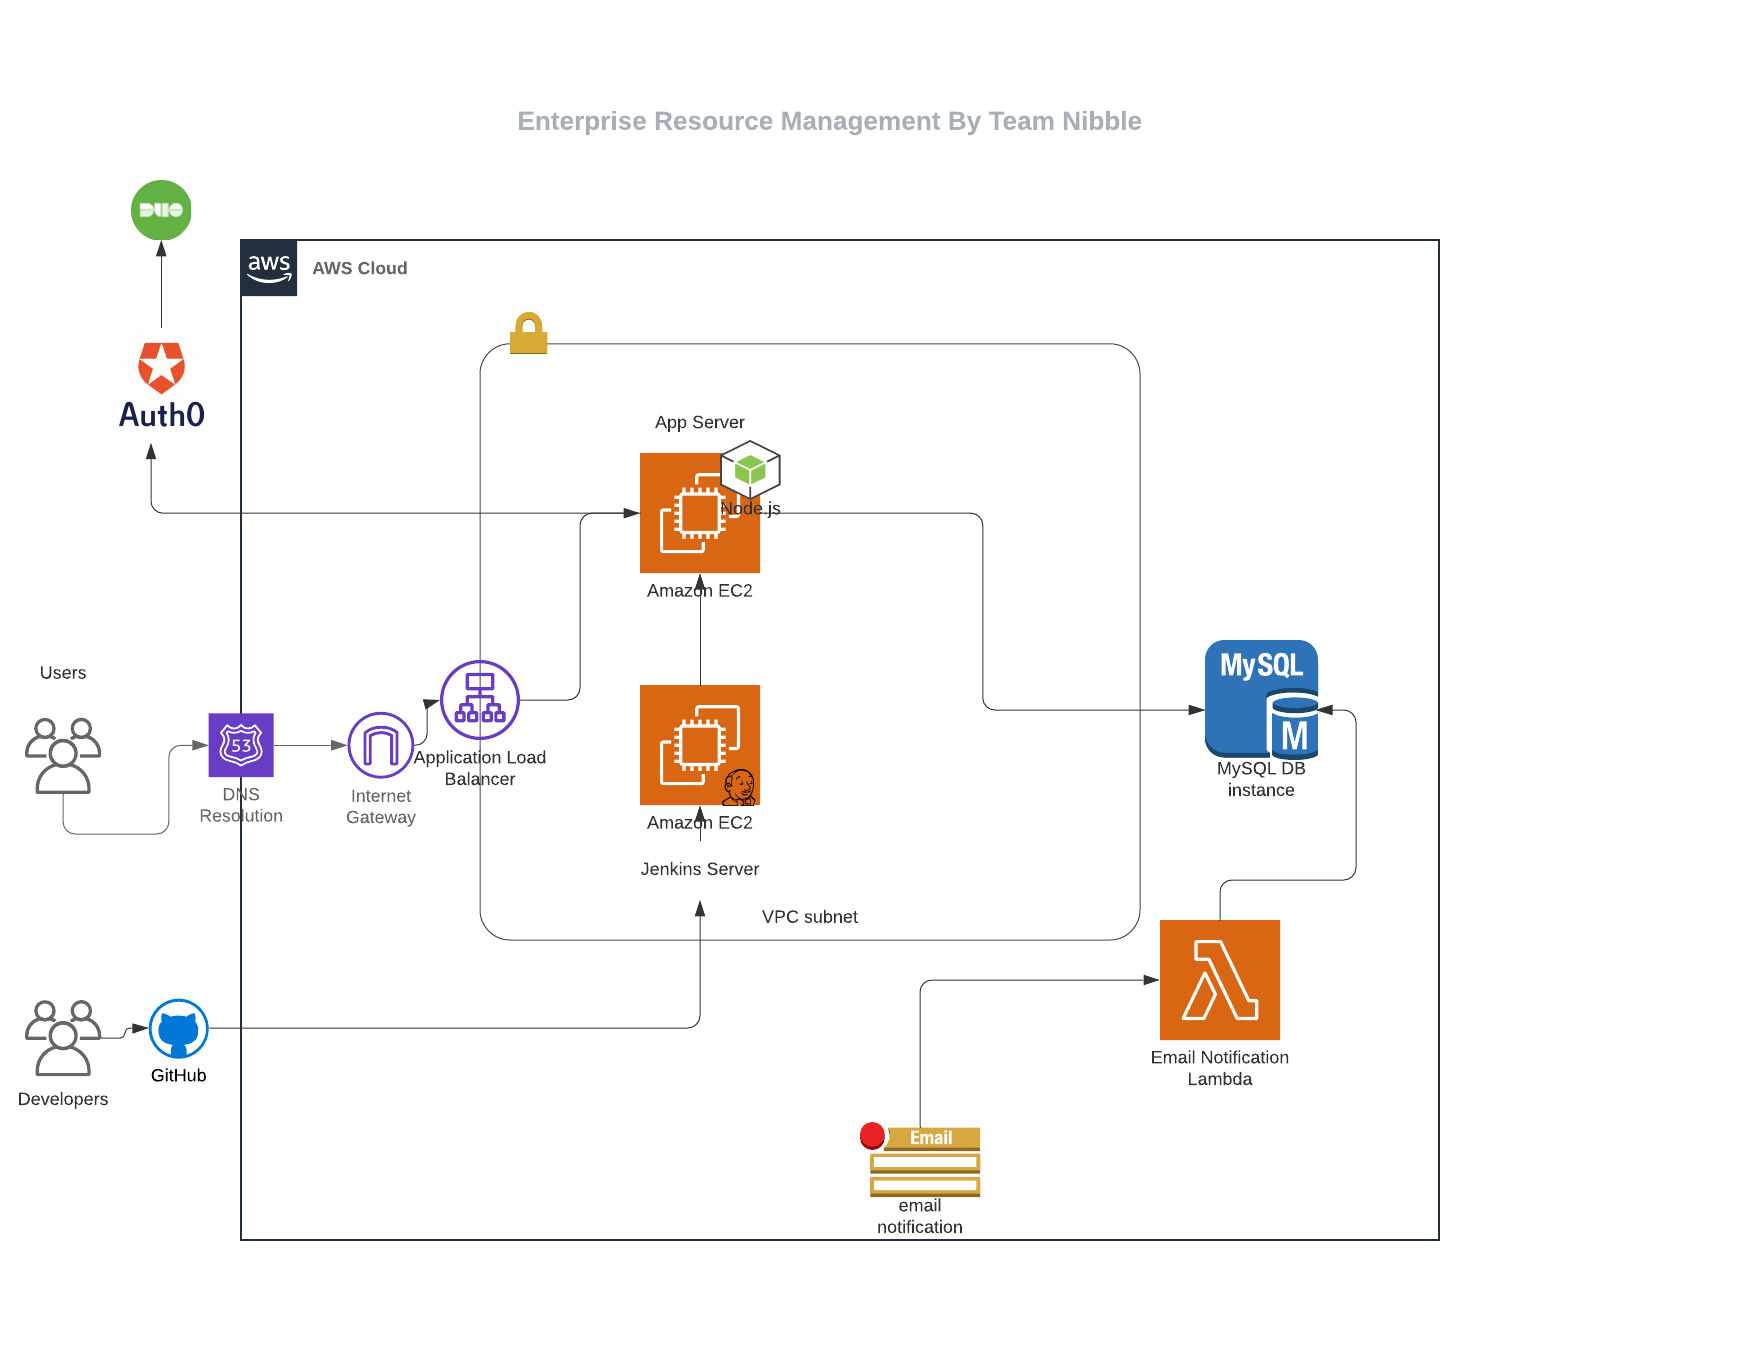 Enterprise Resource Management By Team Nibble
DUO
aws
AWS Cloud
Auth0
App Server
Node.js
Amazon EC2
Users
MySQL
M
53
Application Load
Balancer
DNS
Resolution
Internet
Gateway
MySQL DB
instance
Amazon EC2
Jenkins Server
VPC subnet
GitHub
Developers
Email Notification
Lambda
Email
email
notification